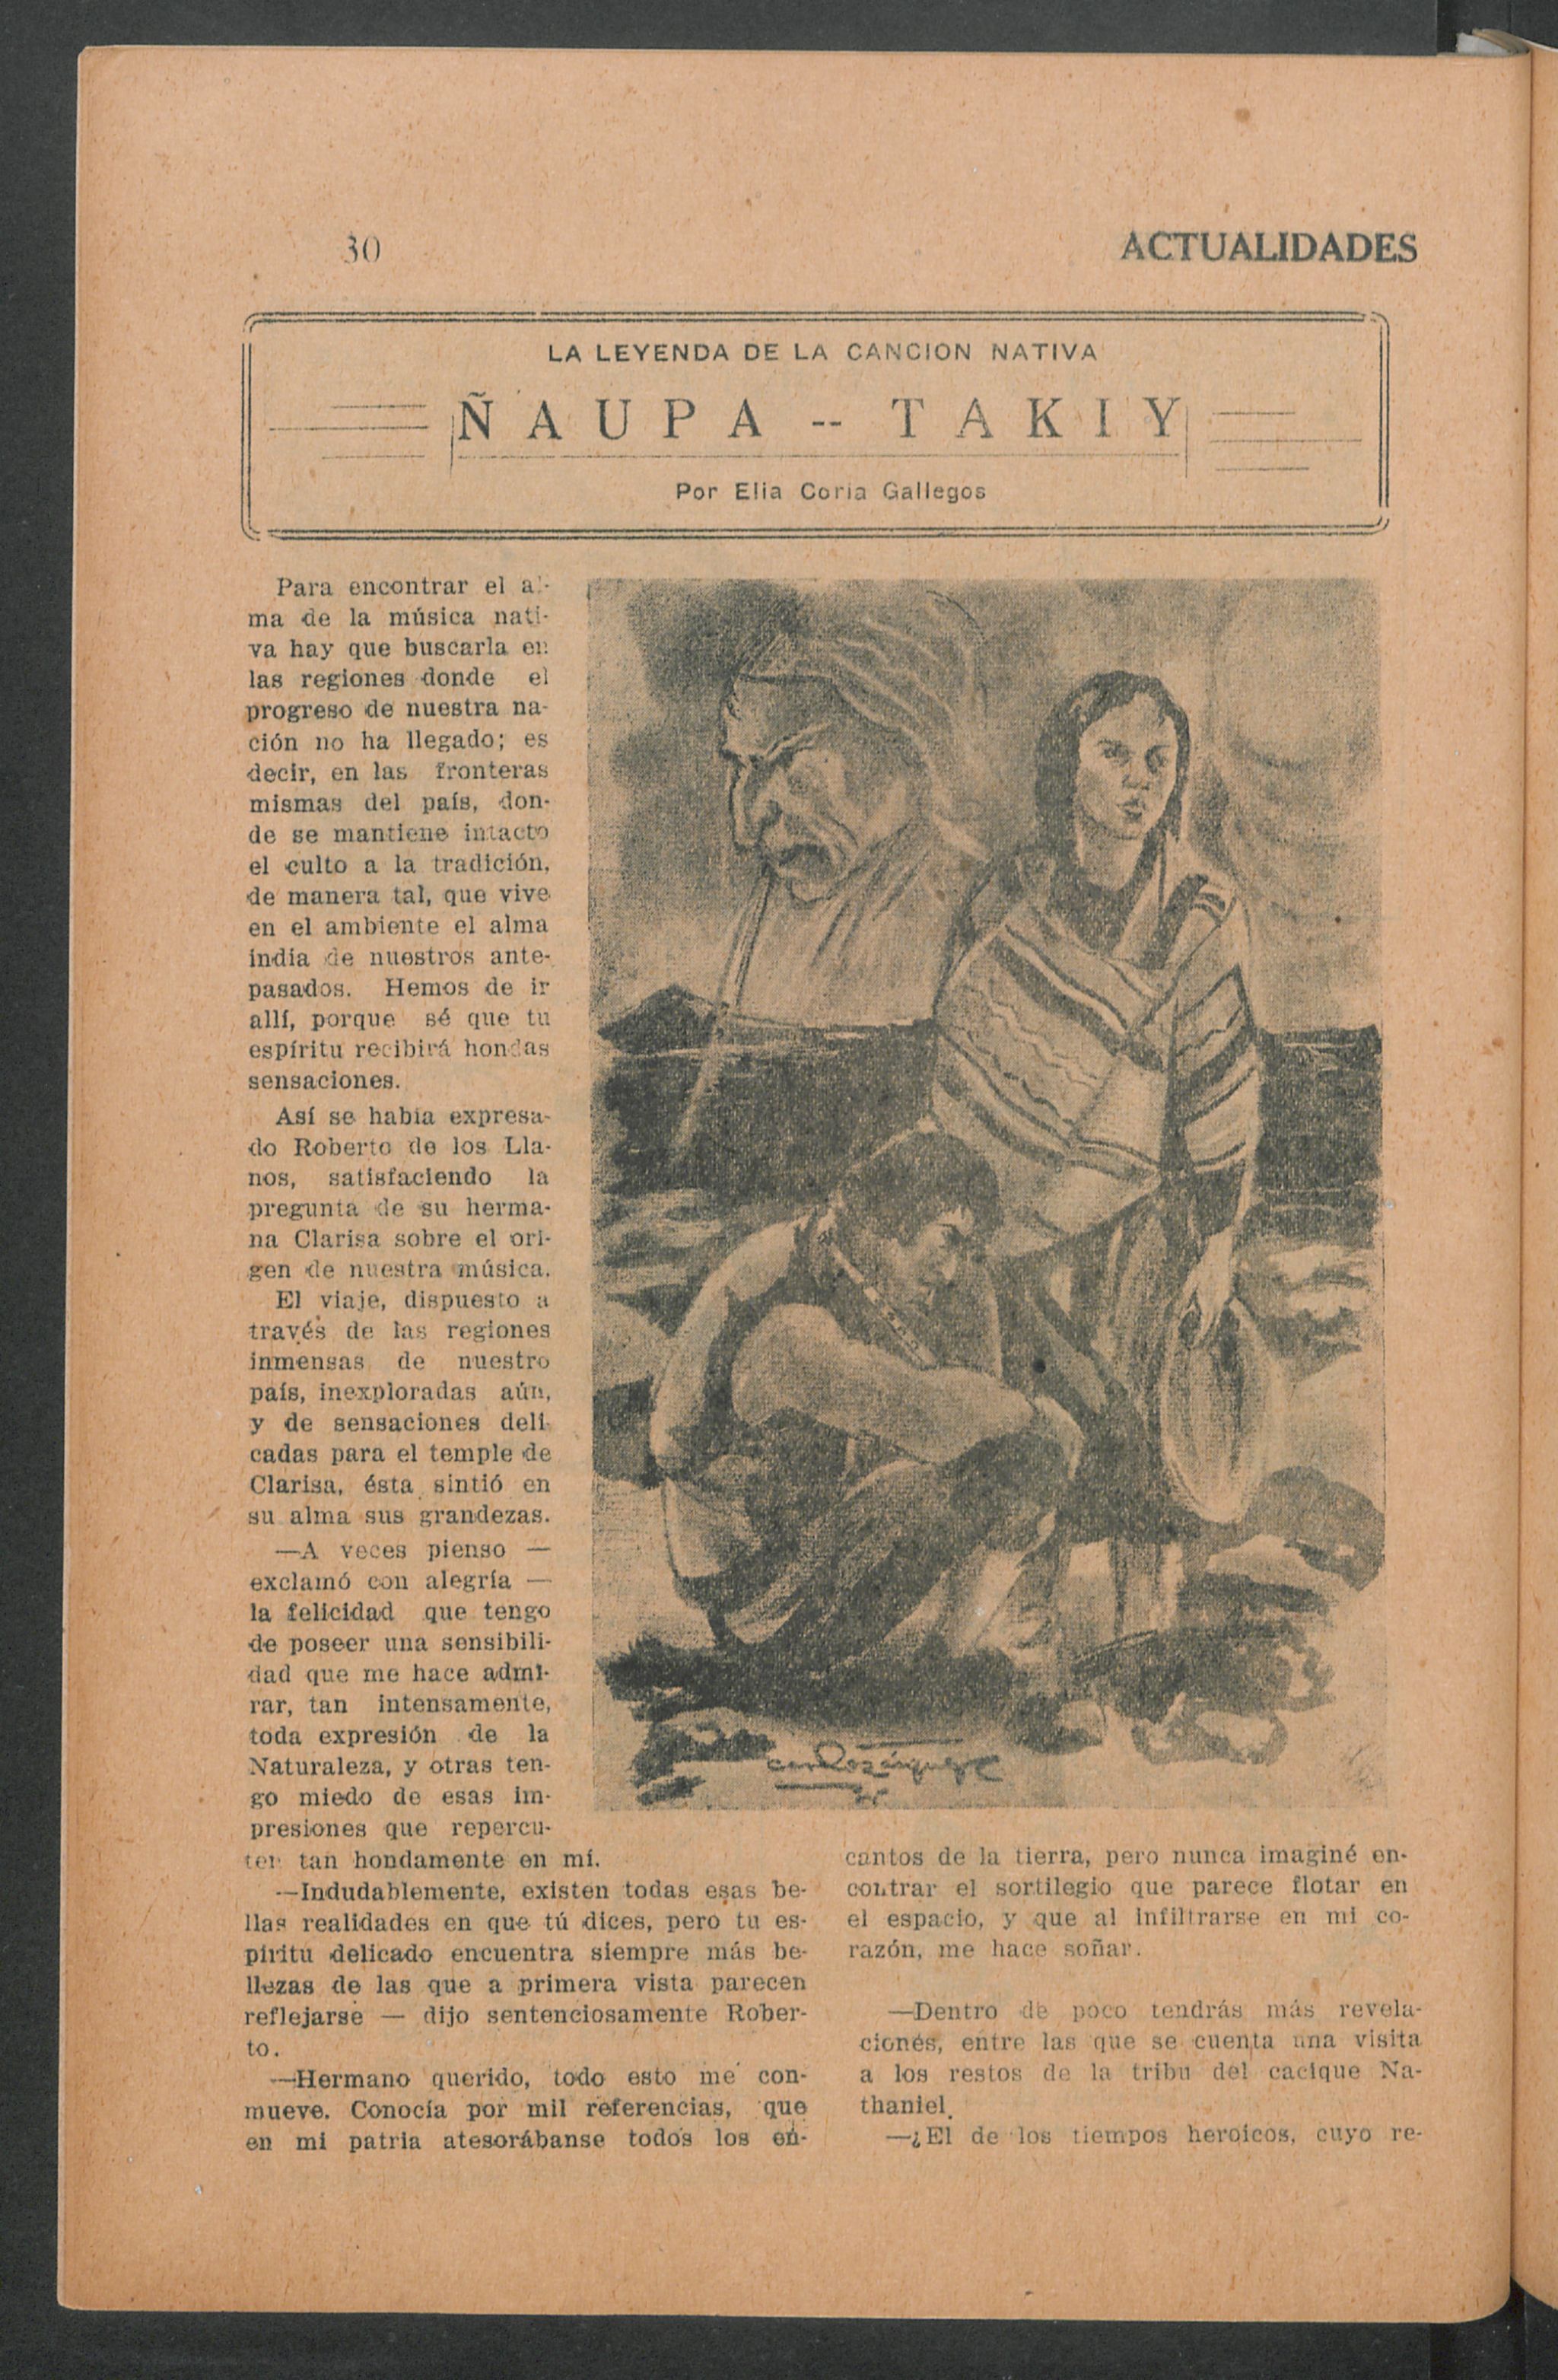 30
ACTUALIDADES
LA LEYENDA DE LA CANCION NATIVA
ÑAUPA -- TAKIY
Por Elia Coria Gallegos
Para encontrar el al-
ma de la música nati-
va hay que buscarla en
las regiones donde el
progreso de nuestra na-
ción no ha llegado; es
decir, en las fronteras
mismas del país, don-
de se mantiene intacto
el culto a la tradición,
de manera tal, que vive
en el ambiente el alma
india de nuestros ante-
pasados. Hemos de ir
allí, porque sé que tu
espíritu recibirá hondas
sensaciones.
Así se había expresa-
do Roberto de los Lla-
nos, satisfaciendo la
pregunta de su herma-
na Clarisa sobre el ori-
gen de nuestra música.
El viaje, dispuesto a
través de las regiones
inmensas de nuestro
país, inexploradas aún,
y de sensaciones deli-
cadas para el temple de
Clarisa, ésta sintió en
su alma sus grandezas.
—A veces pienso —
exclamó con alegría —
la felicidad que tengo
de poseer una sensibili-
dad que me hace admi-
rar, tan intensamente,
toda expresión de la
Naturaleza, y otras ten-
go miedo de esas im-
presiones que repercu-
ten tan hondamente en mí.
—Indudablemente, existen todas esas be-
llas realidades en que tú dices, pero tu es-
píritu delicado encuentra siempre más be-
llezas de las que a primera vista parecen
reflejarse — dijo sentenciosamente Rober-
to.
—Hermano querido, todo esto me con-
mueve. Conocía por mil referencias, que
en mi patria atesorábanse todos los en-
cantos de la tierra, pero nunca imaginé en-
contrar el sortilegio que parece flotar en
el espacio, y que al infiltrarse en mi co-
razón, me hace soñar.
—Dentro de poco tendrás más revela-
ciones, entre las que se cuenta una visita
a los restos de la tribu del cacique Na-
thaniel.
—¿El de los tiempos heroicos, cuyo re-